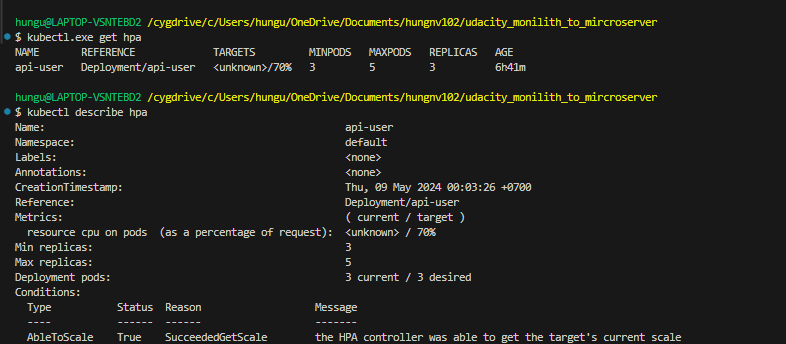 hungu@LAPTOP-VSNTEBD2 /cygdrive/c/Users/hungu/OneDrive/Documents/hungnv102/udacity_monilith_to_mircroserver
$ kubectl.exe get hpa
NAME REFERENCE TARGETS MINPODS MAXPODS REPLICAS AGE
api-user Deployment/api-user <unknown>/70% 3 5 3 6h41m
hungu@LAPTOP-VSNTEBD2 /cygdrive/c/Users/hungu/OneDrive/Documents/hungnv102/udacity_monilith_to_mircroserver
$ kubectl describe hpa
Name: api-user
Namespace: default
Labels: <none>
Annotations: <none>
CreationTimestamp: Thu, 09 May 2024 00:03:26 +0700
Reference: Deployment/api-user
Metrics: ( current / target )
resource cpu on pods (as a percentage of request): <unknown> / 70%
Min replicas: 3
Max replicas: 5
Deployment pods: 3 current / 3 desired
Conditions:
Type Status Reason Message
---- ------ ------ -------
AbleToScale True SucceededGetScale the HPA controller was able to get the target's current scale